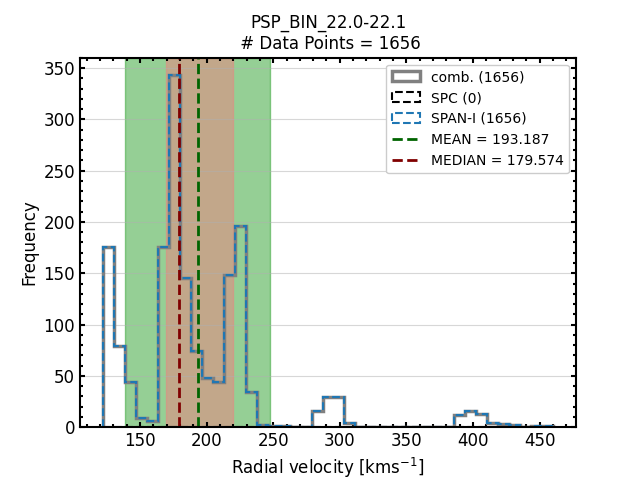 PSP_BIN_22.0-22.1
# Data Points = 1656
comb. (1656)
SPC (0)
SPAN-I (1656)
MEAN = 193.187
MEDIAN = 179.574
Frequency
350
300
250
200
150
100
50
0
150 200 250 300 350 400 450
Radial velocity [kms⁻¹]